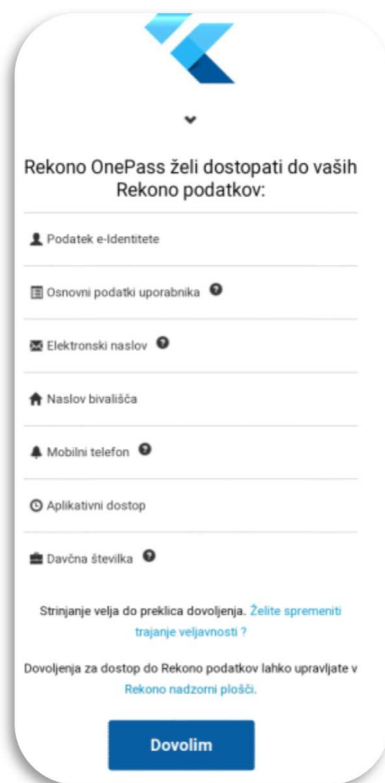 Rekono OnePass želi dostopati do vaših
Rekono podatkov:
Podatek e-Identitete
Osnovni podatki uporabnika
Elektronski naslov
Naslov bivališča
Mobilni telefon
Aplikativni dostop
Davčna številka
Strinjanje velja do preklica dovoljenja. Želite spremeniti
trajanje veljavnosti ?
Dovoljenja za dostop do Rekono podatkov lahko upravljate v
Rekono nadzorni plošči.
Dovolim